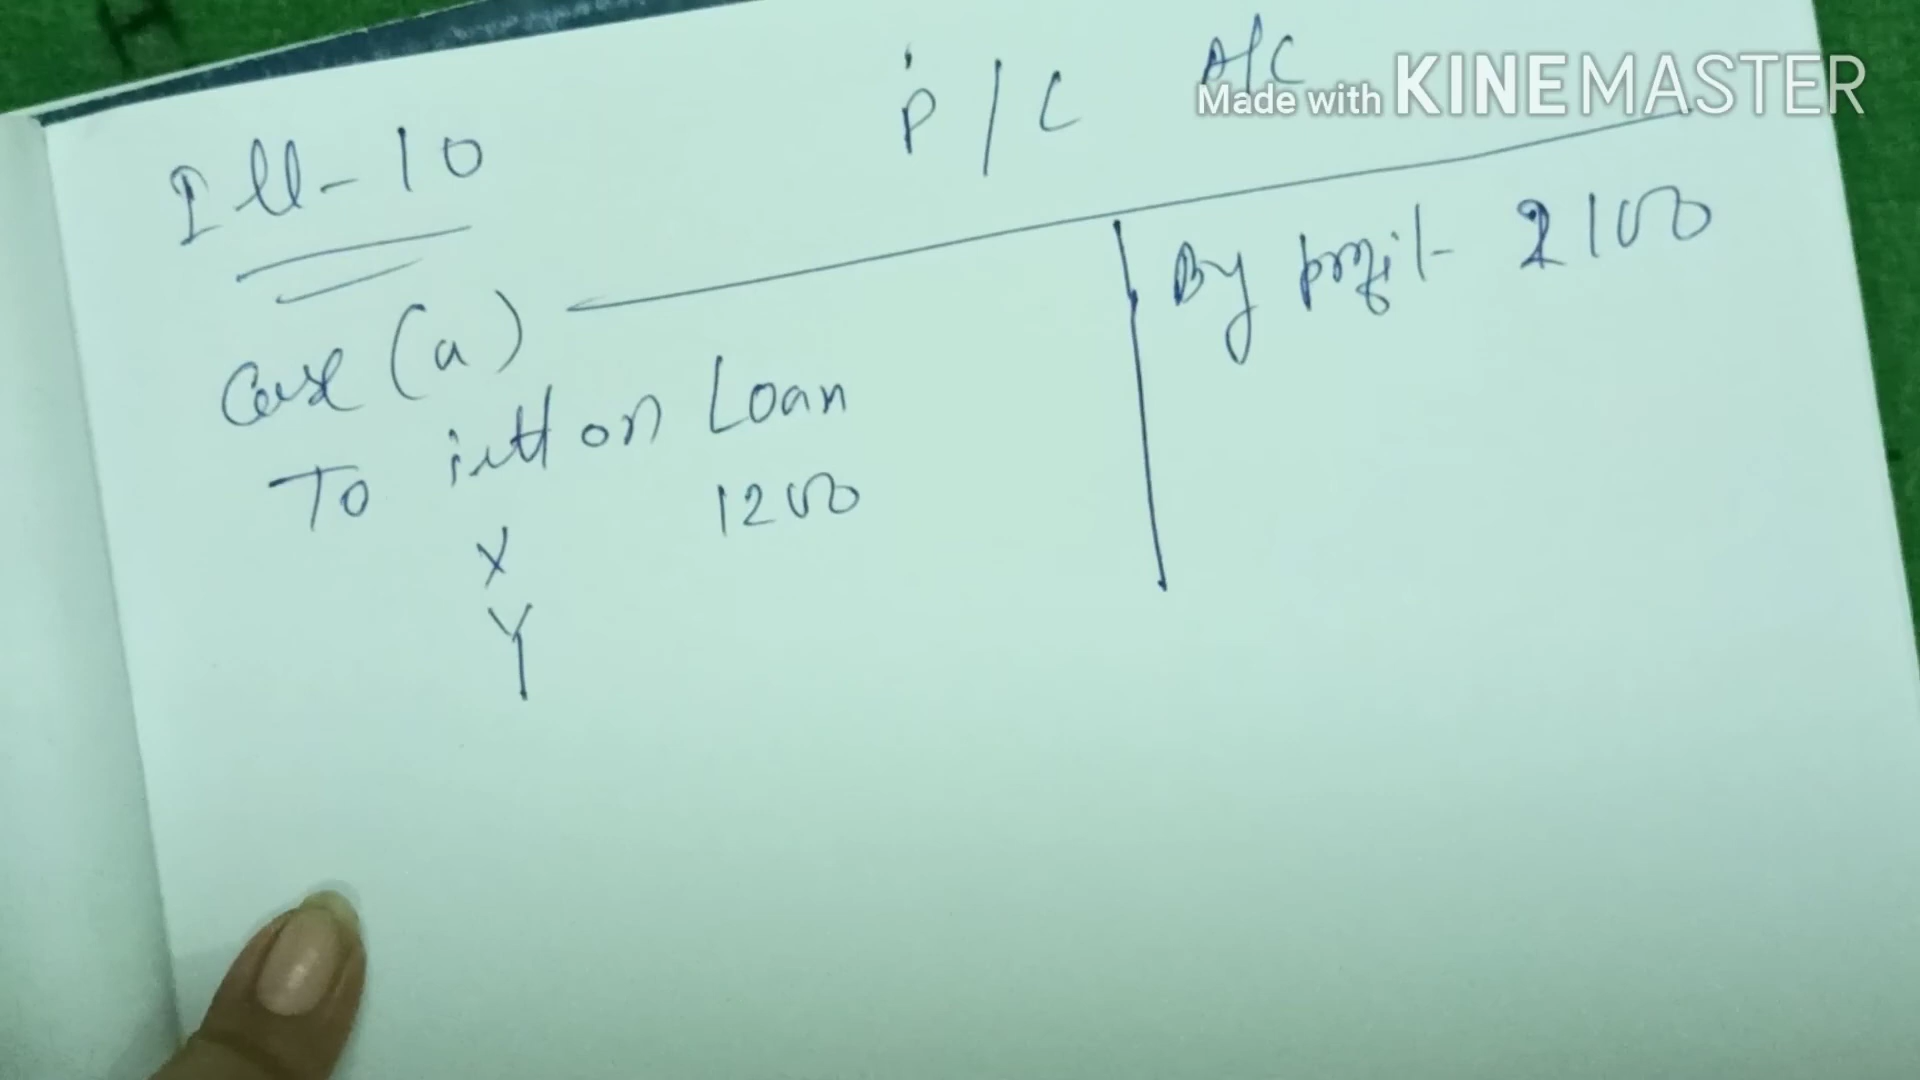 P/L A/C
Made with KINEMASTER
Ill-10
By profit- 2100
Case (a)
To intt on Loan
X 1200
Y